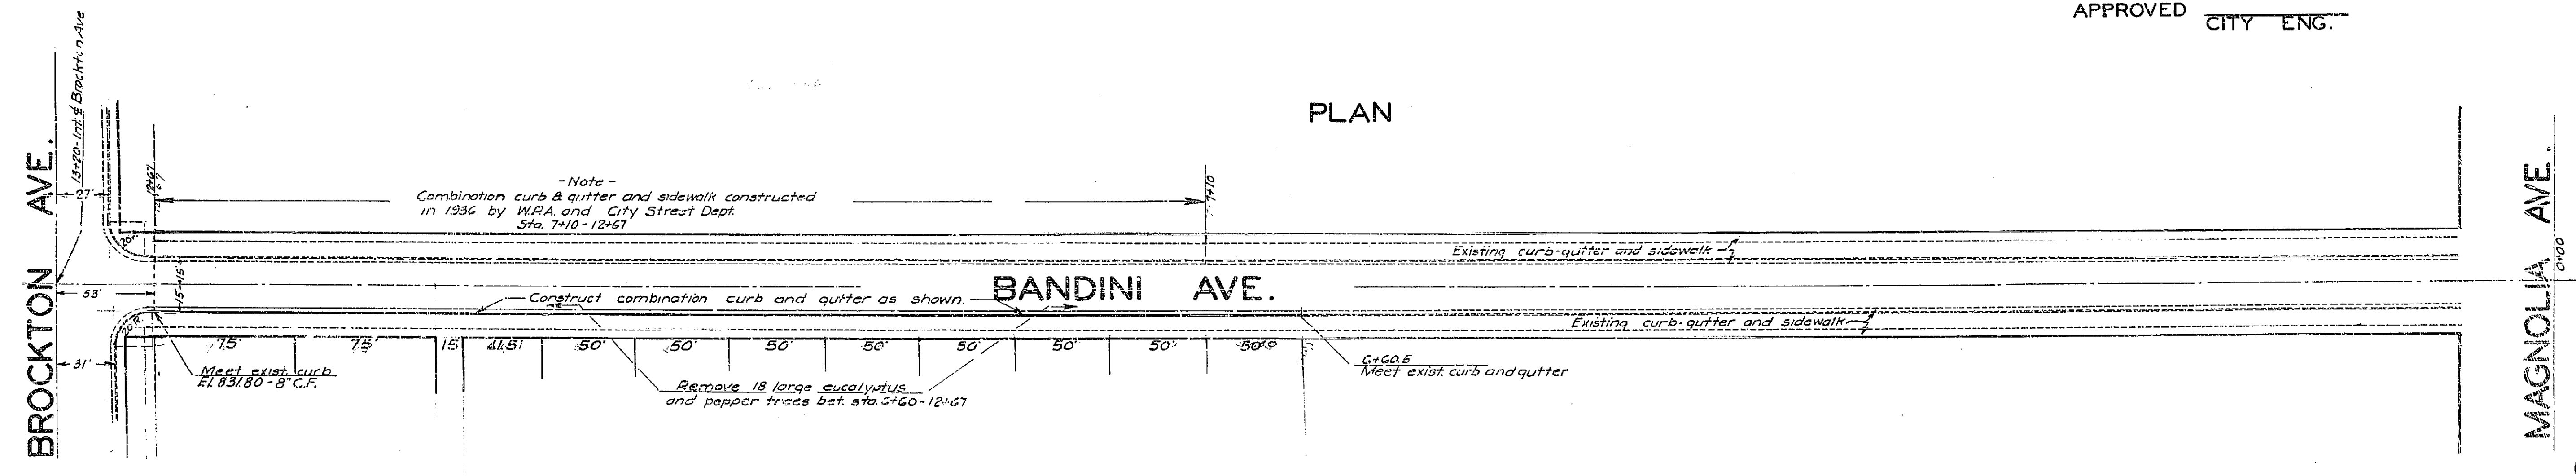 APPROVED
CITY ENG.
PLAN
BROCKTON AVE.
13+20 - Int. ₵ Brockton Ave
27'
12+67
- Note -
Combination curb & gutter and sidewalk constructed
in 1936 by W.P.A. and City Street Dept.
Sta. 7+10 - 12+67
7+10
20'
Existing curb-gutter and sidewalk
15' 15'
53'
BANDINI AVE.
Construct combination curb and gutter as shown.
20'R.
Existing curb-gutter and sidewalk
75' 75' 15' 41.51 50' 50' 50' 50' 50' 50' 50'
31'
Meet exist. curb
El. 831.80 - 8" C.F.
Remove 18 large eucalyptus
and pepper trees bet. sta. 6+60 - 12+67
6+60.5
Meet exist. curb and gutter
MAGNOLIA AVE.
0+00